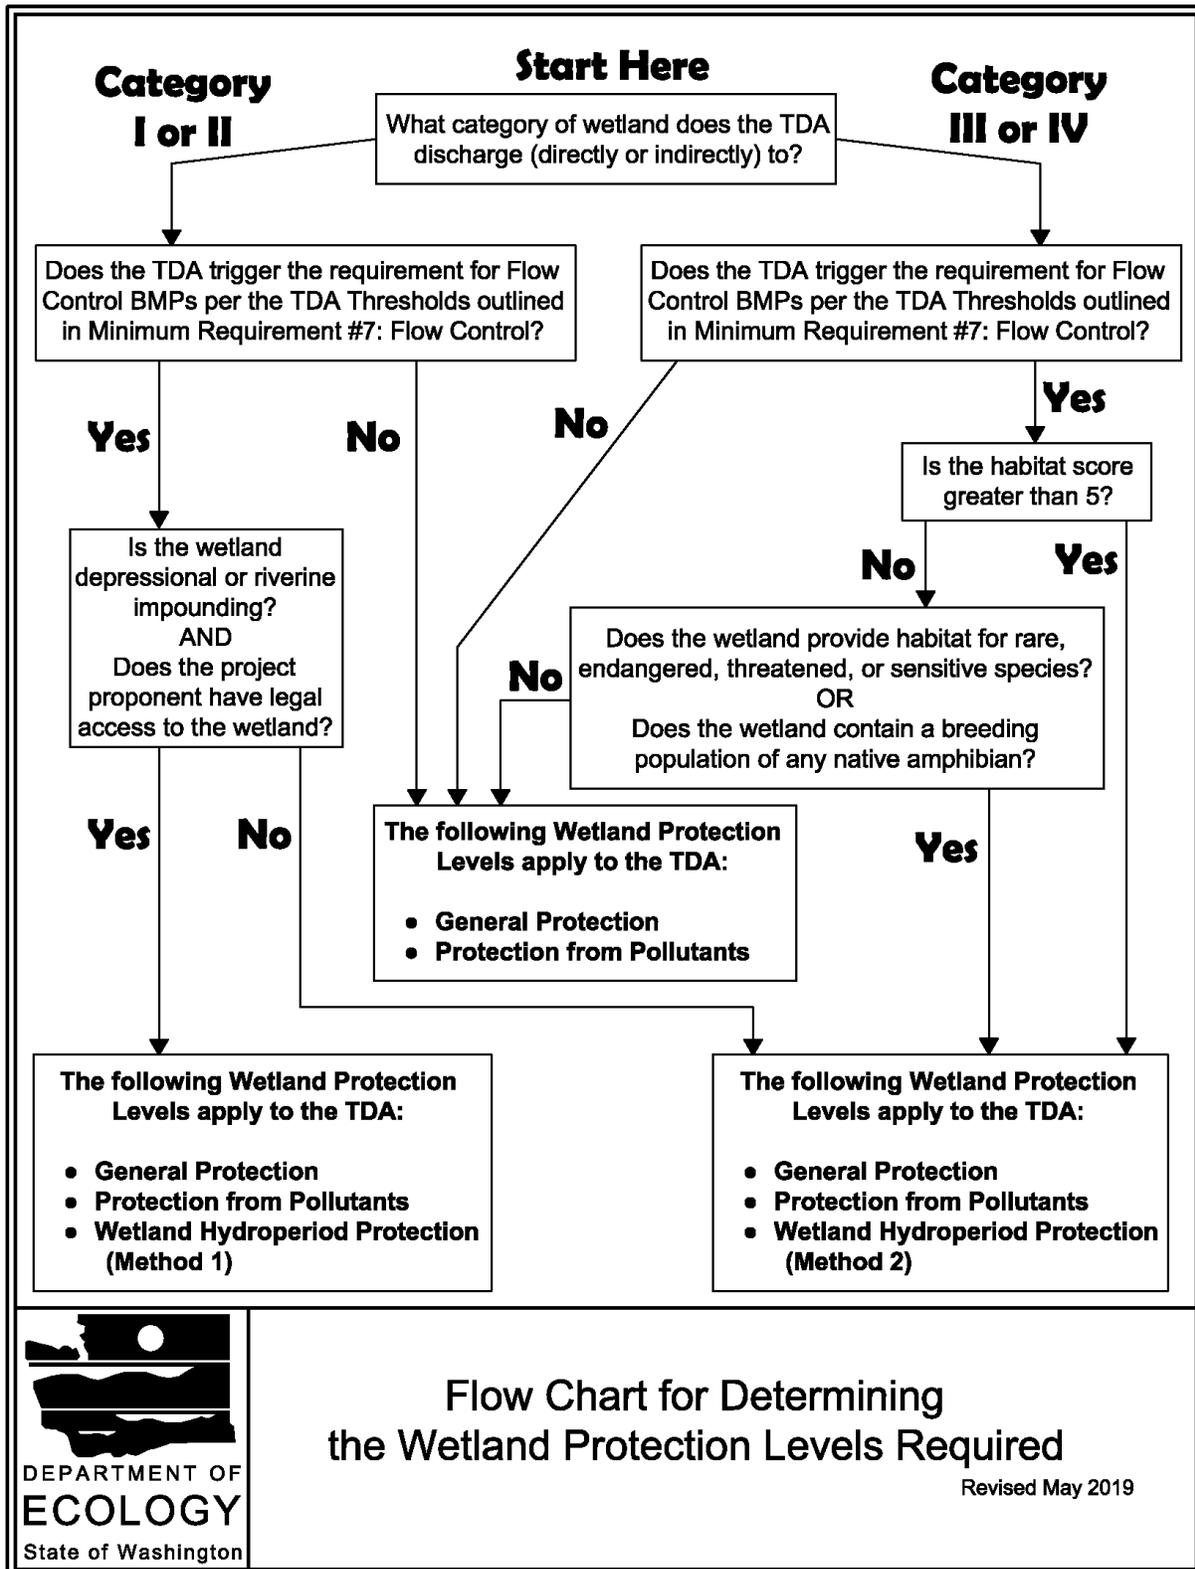 Start Here
Category
I or II
Category
III or IV
What category of wetland does the TDA
discharge (directly or indirectly) to?
Does the TDA trigger the requirement for Flow
Control BMPs per the TDA Thresholds outlined
in Minimum Requirement #7: Flow Control?
Does the TDA trigger the requirement for Flow
Control BMPs per the TDA Thresholds outlined
in Minimum Requirement #7: Flow Control?
Yes
No
No
Yes
Is the habitat score
greater than 5?
No
Yes
Is the wetland
depressional or riverine
impounding?
AND
Does the project
proponent have legal
access to the wetland?
Does the wetland provide habitat for rare,
endangered, threatened, or sensitive species?
OR
Does the wetland contain a breeding
population of any native amphibian?
No
Yes
No
Yes
The following Wetland Protection
Levels apply to the TDA:
• General Protection
• Protection from Pollutants
The following Wetland Protection
Levels apply to the TDA:
• General Protection
• Protection from Pollutants
• Wetland Hydroperiod Protection
(Method 1)
The following Wetland Protection
Levels apply to the TDA:
• General Protection
• Protection from Pollutants
• Wetland Hydroperiod Protection
(Method 2)
DEPARTMENT OF
ECOLOGY
State of Washington
Flow Chart for Determining
the Wetland Protection Levels Required
Revised May 2019